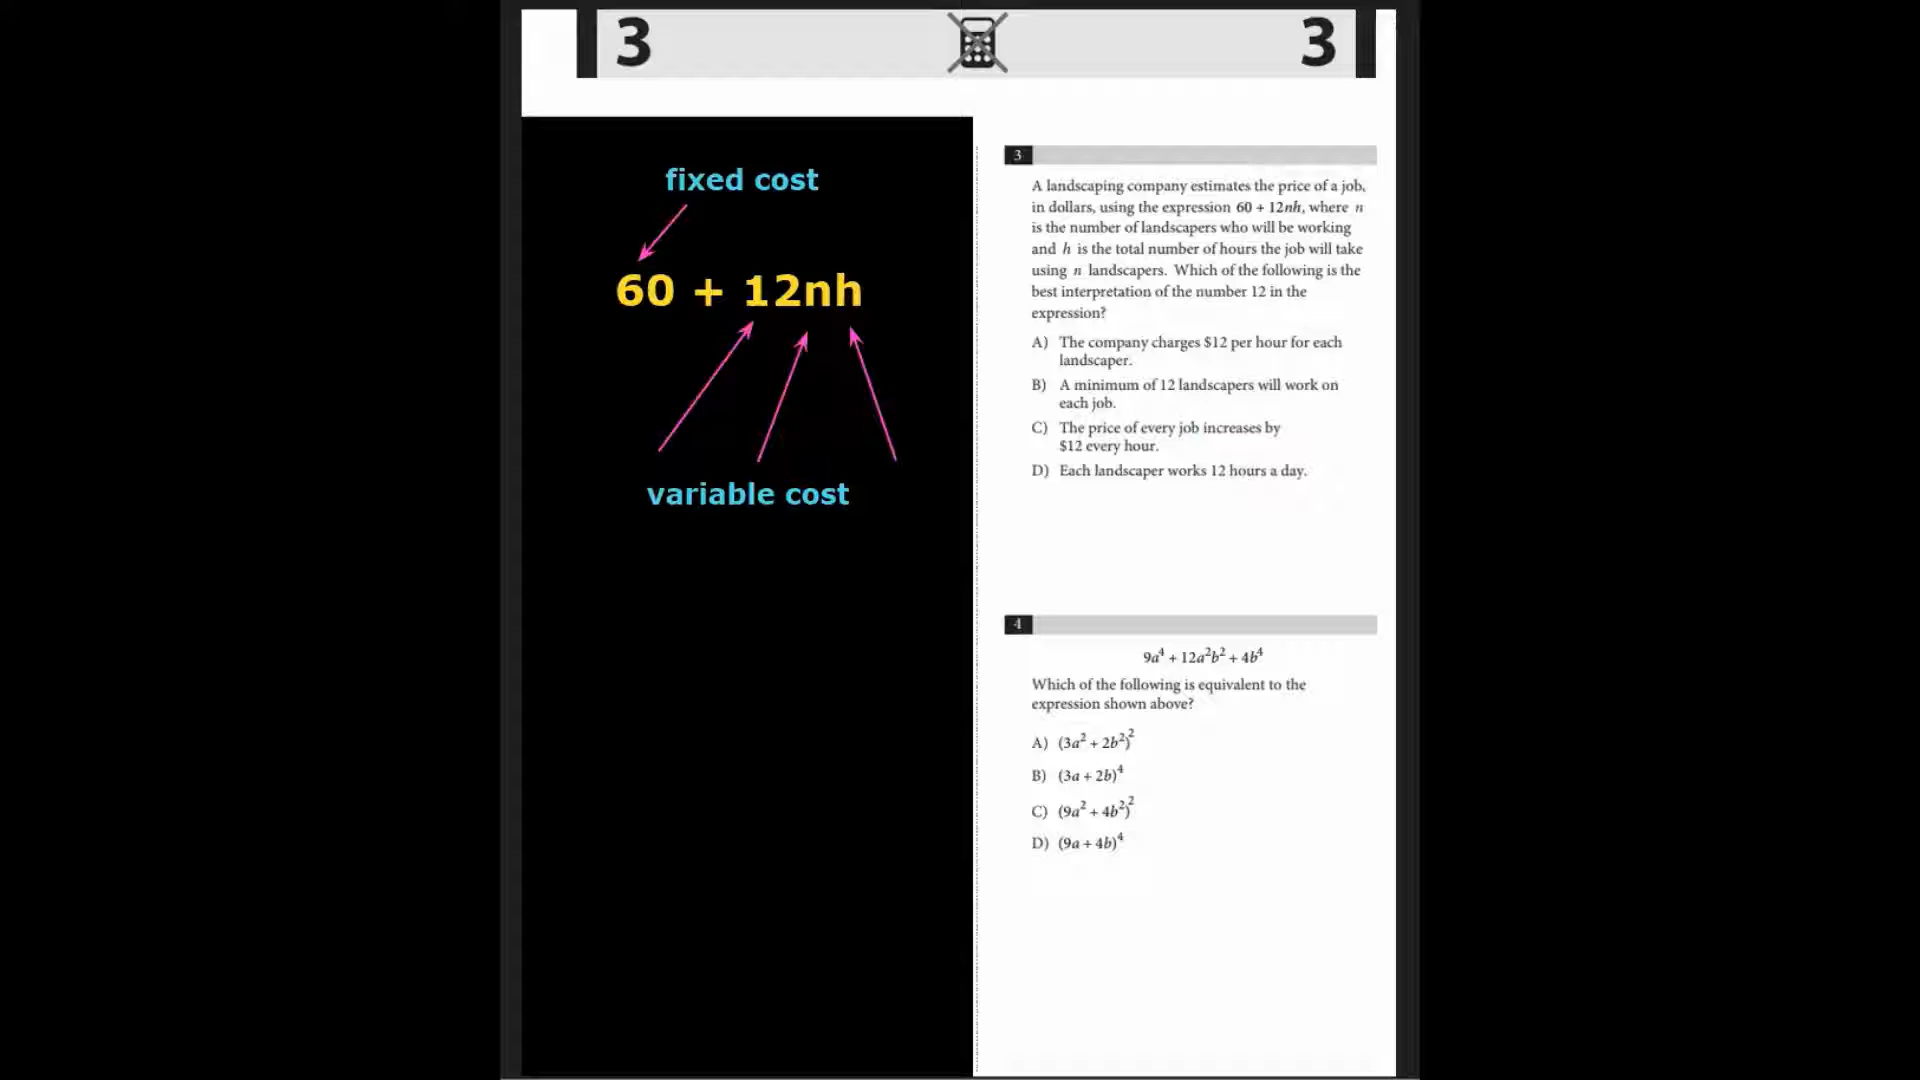 3 3
fixed cost
60 + 12nh
variable cost
3
A landscaping company estimates the price of a job,
in dollars, using the expression 60 + 12nh, where n
is the number of landscapers who will be working
and h is the total number of hours the job will take
using n landscapers. Which of the following is the
best interpretation of the number 12 in the
expression?
A) The company charges $12 per hour for each
landscaper.
B) A minimum of 12 landscapers will work on
each job.
C) The price of every job increases by
$12 every hour.
D) Each landscaper works 12 hours a day.
4
9a⁴ + 12a²b² + 4b⁴
Which of the following is equivalent to the
expression shown above?
A) (3a² + 2b²)²
B) (3a + 2b)⁴
C) (9a² + 4b²)²
D) (9a + 4b)⁴